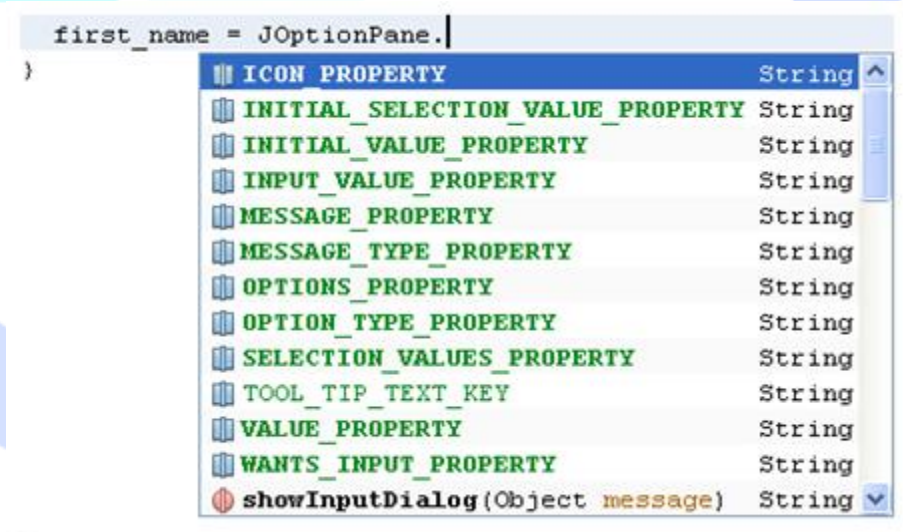 first_name = JOptionPane.
}
ICON_PROPERTY String
INITIAL_SELECTION_VALUE_PROPERTY String
INITIAL_VALUE_PROPERTY String
INPUT_VALUE_PROPERTY String
MESSAGE_PROPERTY String
MESSAGE_TYPE_PROPERTY String
OPTIONS_PROPERTY String
OPTION_TYPE_PROPERTY String
SELECTION_VALUES_PROPERTY String
TOOL_TIP_TEXT_KEY String
VALUE_PROPERTY String
WANTS_INPUT_PROPERTY String
showInputDialog(Object message) String